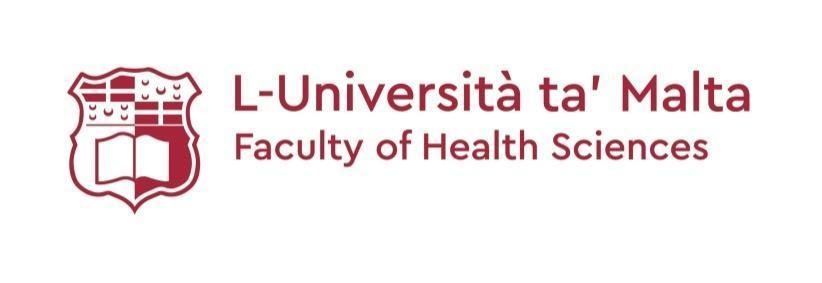 L-Università ta' Malta
Faculty of Health Sciences